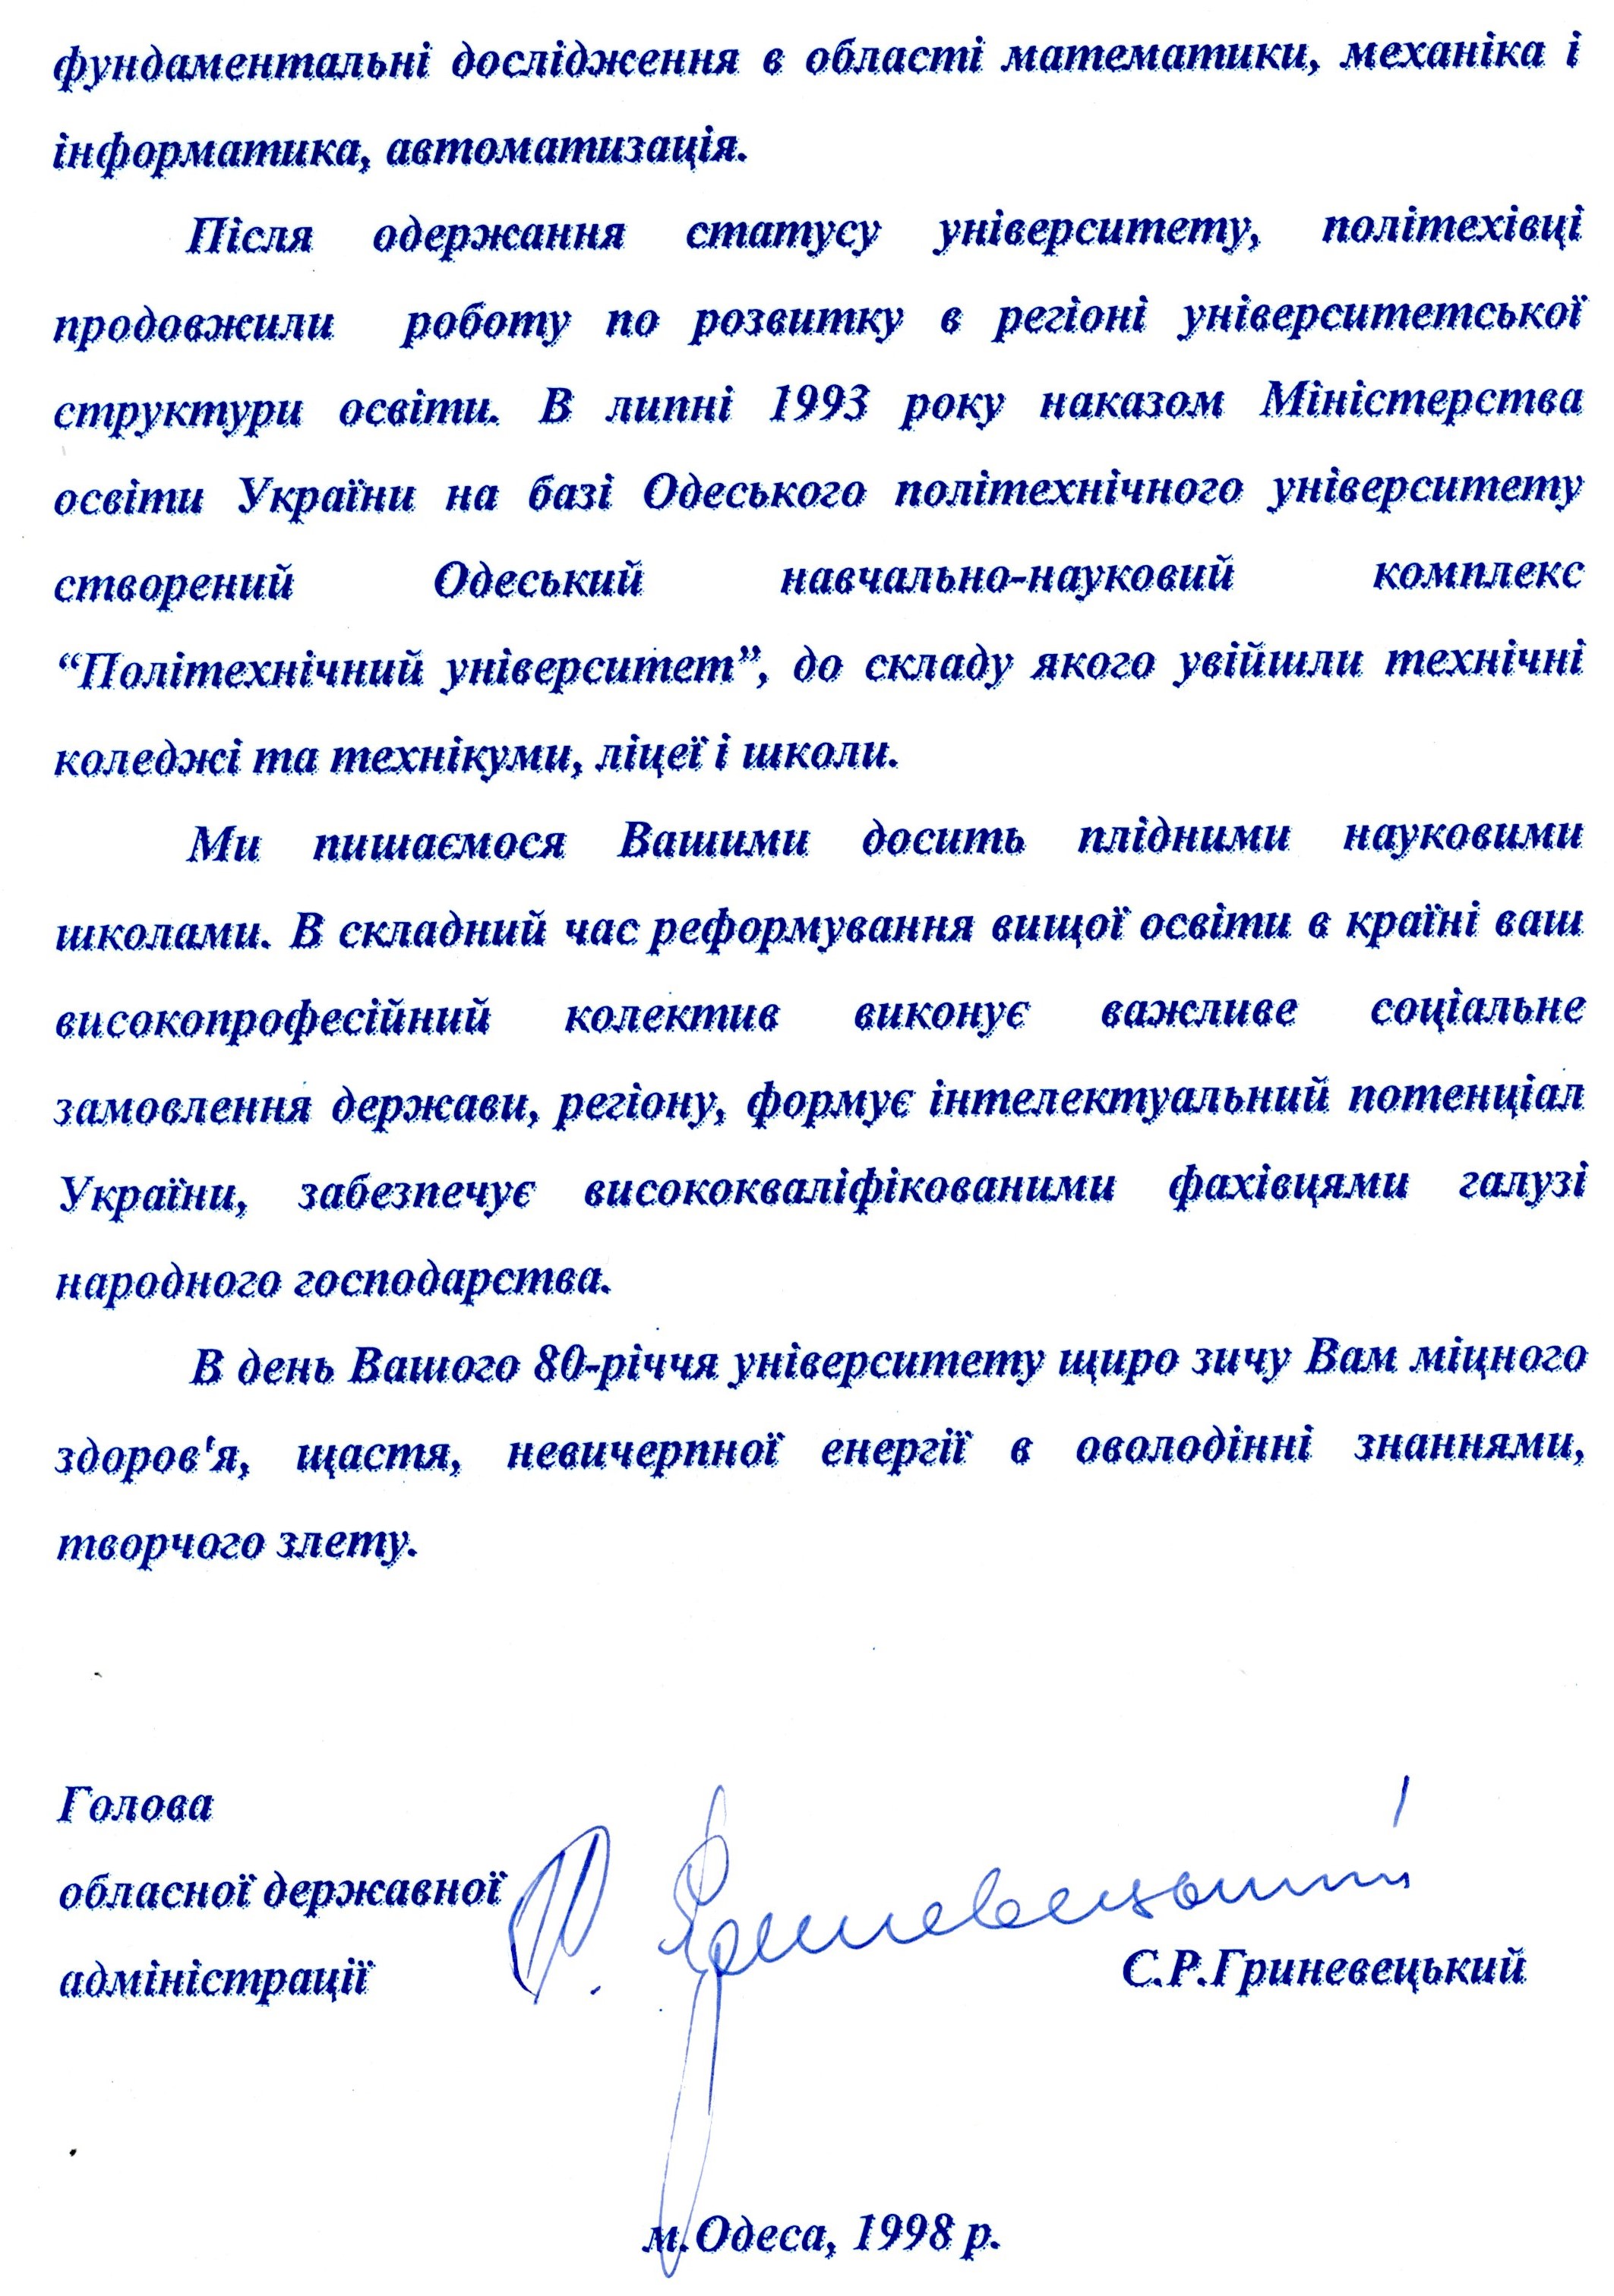 фундаментальні дослідження в області математики, механіка і
інформатика, автоматизація.
Після одержання статусу університету, політехівці
продовжили роботу по розвитку в регіоні університетської
структури освіти. В липні 1993 року наказом Міністерства
освіти України на базі Одеського політехнічного університету
створений Одеський навчально-науковий комплекс
“Політехнічний університет”, до складу якого увійшли технічні
коледжі та технікуми, ліцеї і школи.
Ми пишаємося Вашими досить плідними науковими
школами. В складний час реформування вищої освіти в країні ваш
високопрофесійний колектив виконує важливе соціальне
замовлення держави, регіону, формує інтелектуальний потенціал
України, забезпечує висококваліфікованими фахівцями галузі
народного господарства.
В день Вашого 80-річчя університету щиро зичу Вам міцного
здоров'я, щастя, невичерпної енергії в оволодінні знаннями,
творчого злету.
Голова
обласної державної
адміністрації
С.Р.Гриневецький
м.Одеса, 1998 р.